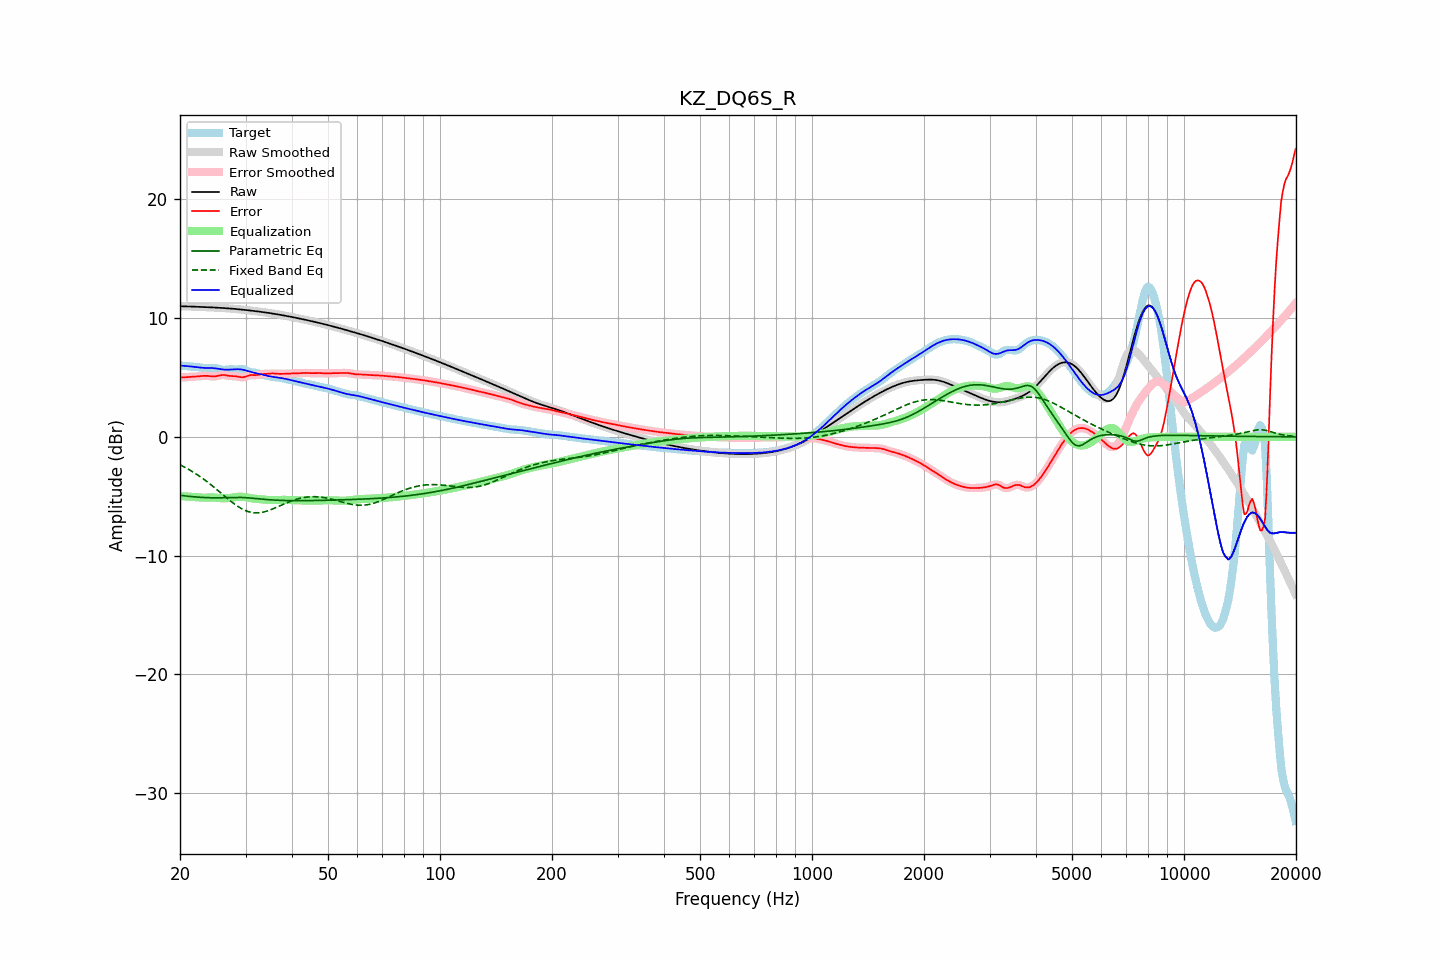 KZ_DQ6S_R
Target
Raw Smoothed
Error Smoothed
Raw
Error
Equalization
Parametric Eq
Fixed Band Eq
Equalized
Amplitude (dBr)
20
10
0
−10
−20
−30
20
50
100
200
500
1000
2000
5000
10000
20000
Frequency (Hz)